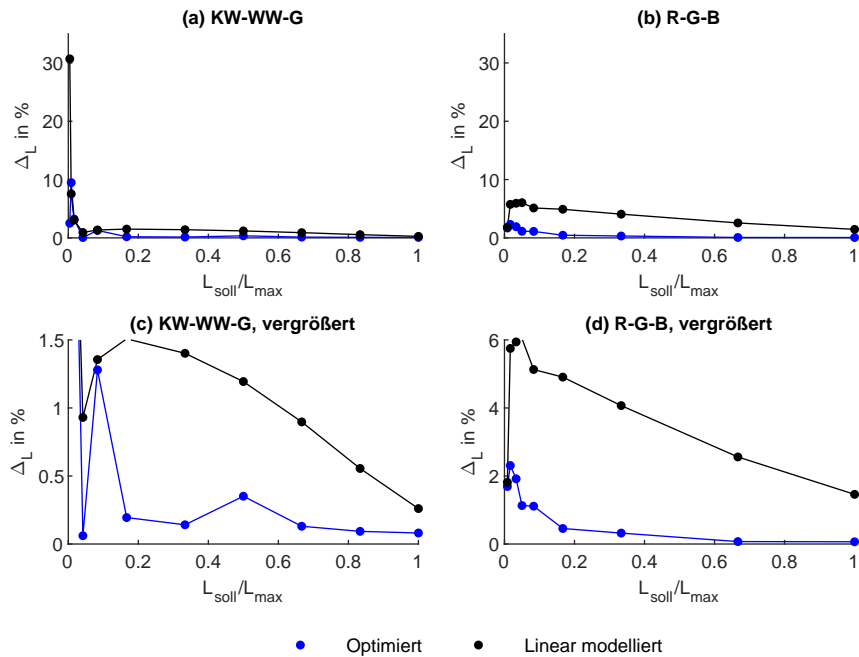 (a) KW-WW-G
30
20
10
0
0 0.2 0.4 0.6 0.8 1
Δ_L in %
L_soll/L_max
(b) R-G-B
30
20
10
0
0 0.2 0.4 0.6 0.8 1
Δ_L in %
L_soll/L_max
(c) KW-WW-G, vergrößert
1.5
1
0.5
0
0 0.2 0.4 0.6 0.8 1
Δ_L in %
L_soll/L_max
(d) R-G-B, vergrößert
6
4
2
0
0 0.2 0.4 0.6 0.8 1
Δ_L in %
L_soll/L_max
Optimiert Linear modelliert